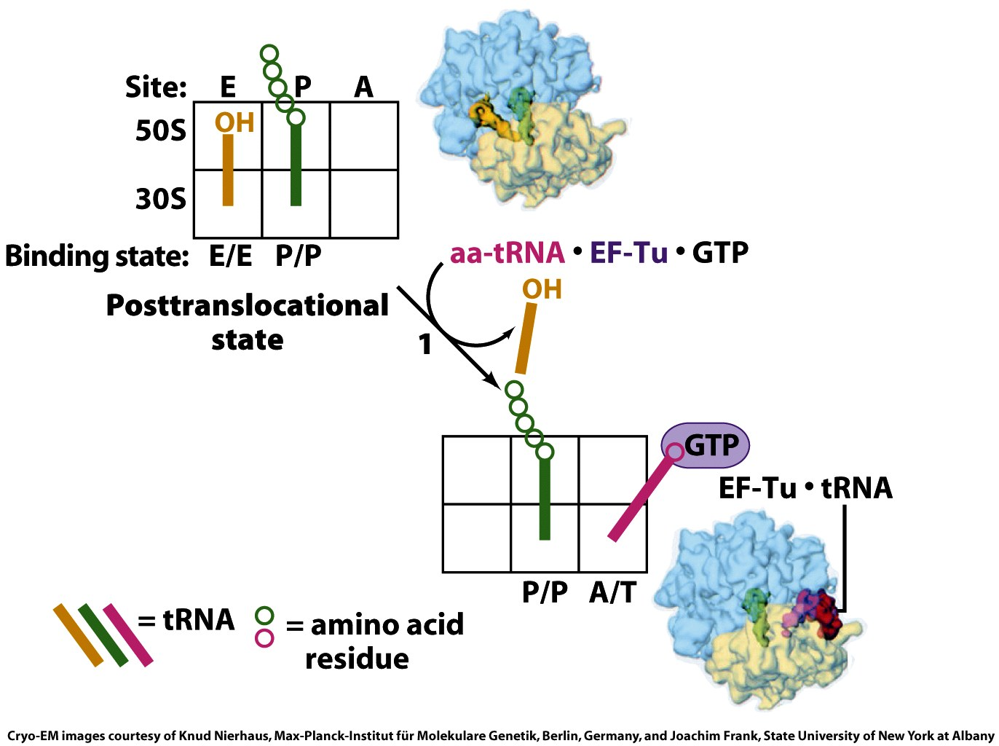 Site: E P A
50S
OH
30S
Binding state: E/E P/P
Posttranslocational
state
aa-tRNA • EF-Tu • GTP
OH
1
GTP
EF-Tu • tRNA
P/P A/T
= tRNA
= amino acid
residue
Cryo-EM images courtesy of Knud Nierhaus, Max-Planck-Institut für Molekulare Genetik, Berlin, Germany, and Joachim Frank, State University of New York at Albany